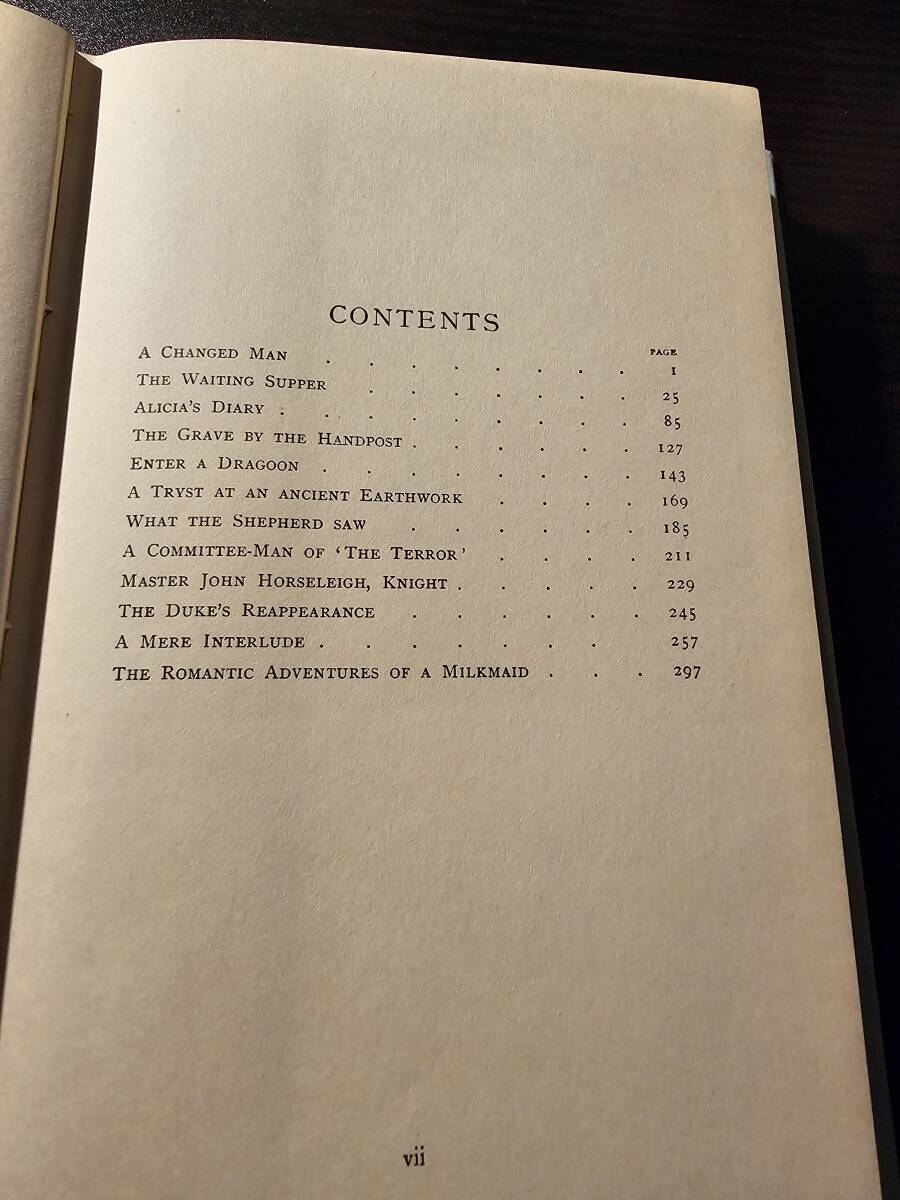 CONTENTS
PAGE
A CHANGED MAN . . . . . . . . 1
THE WAITING SUPPER . . . . . . 25
ALICIA'S DIARY . . . . . . . . 85
THE GRAVE BY THE HANDPOST . . . . . . 127
ENTER A DRAGOON . . . . . . . . 143
A TRYST AT AN ANCIENT EARTHWORK . . . . 169
WHAT THE SHEPHERD SAW . . . . . . 185
A COMMITTEE-MAN OF ‘THE TERROR’ . . . . 211
MASTER JOHN HORSELEIGH, KNIGHT . . . . . 229
THE DUKE'S REAPPEARANCE . . . . . . 245
A MERE INTERLUDE . . . . . . . 257
THE ROMANTIC ADVENTURES OF A MILKMAID . . . 297
vii